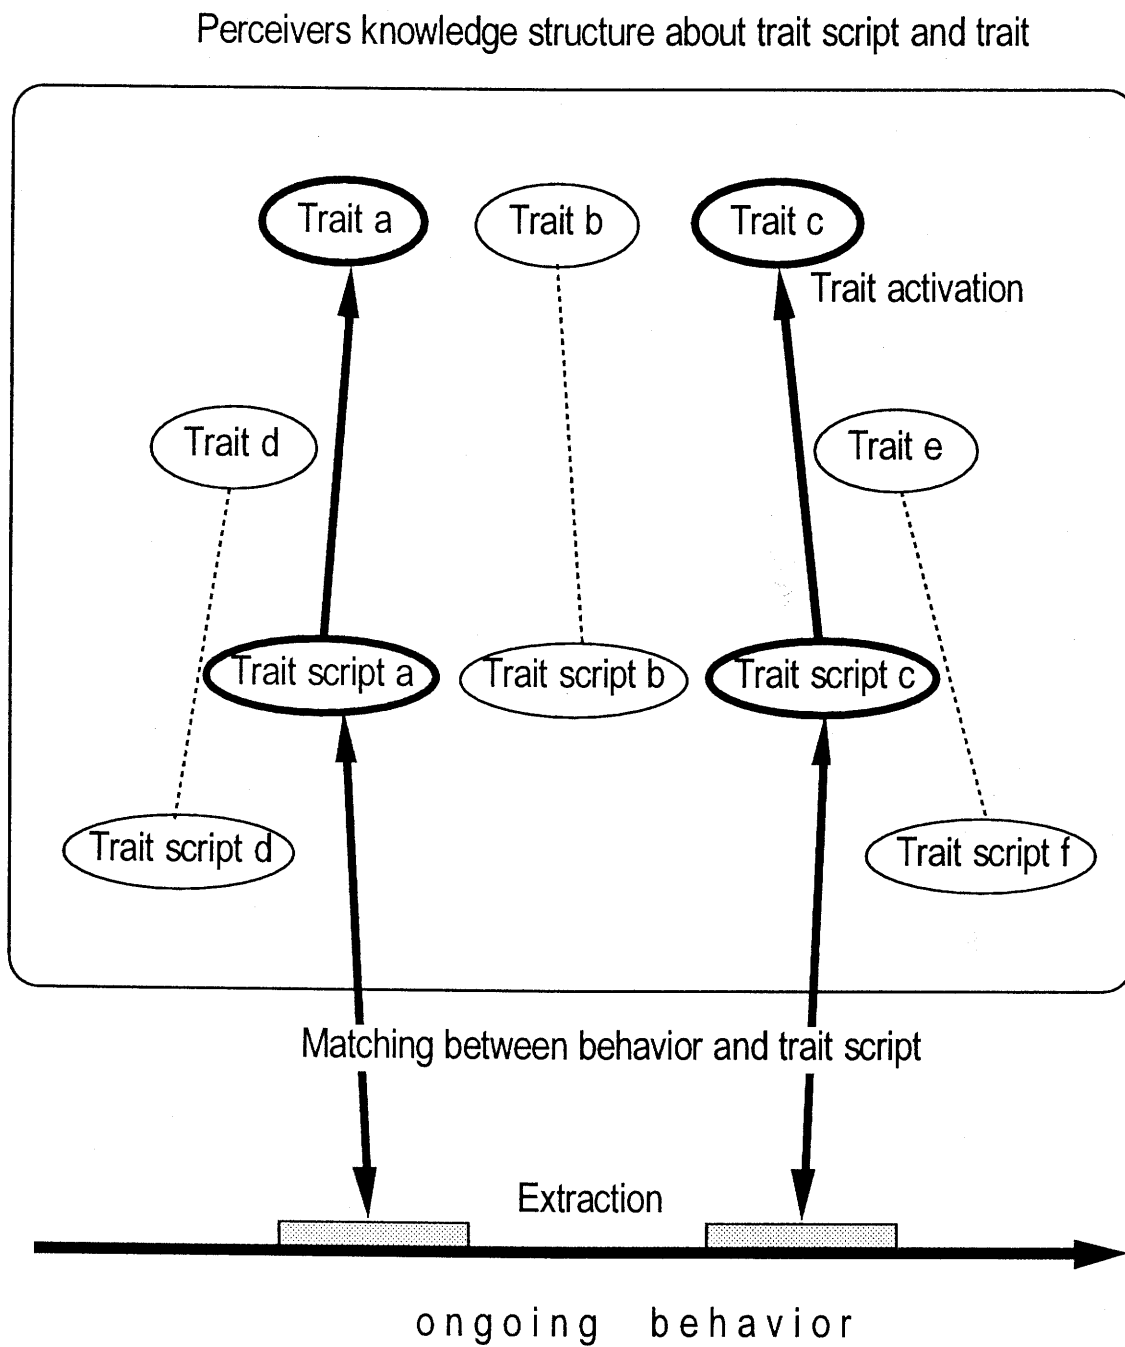 Perceivers knowledge structure about trait script and trait
Trait a
Trait b
Trait c
Trait activation
Trait d
Trait e
Trait script a
Trait script b
Trait script c
Trait script d
Trait script f
Matching between behavior and trait script
Extraction
ongoing behavior